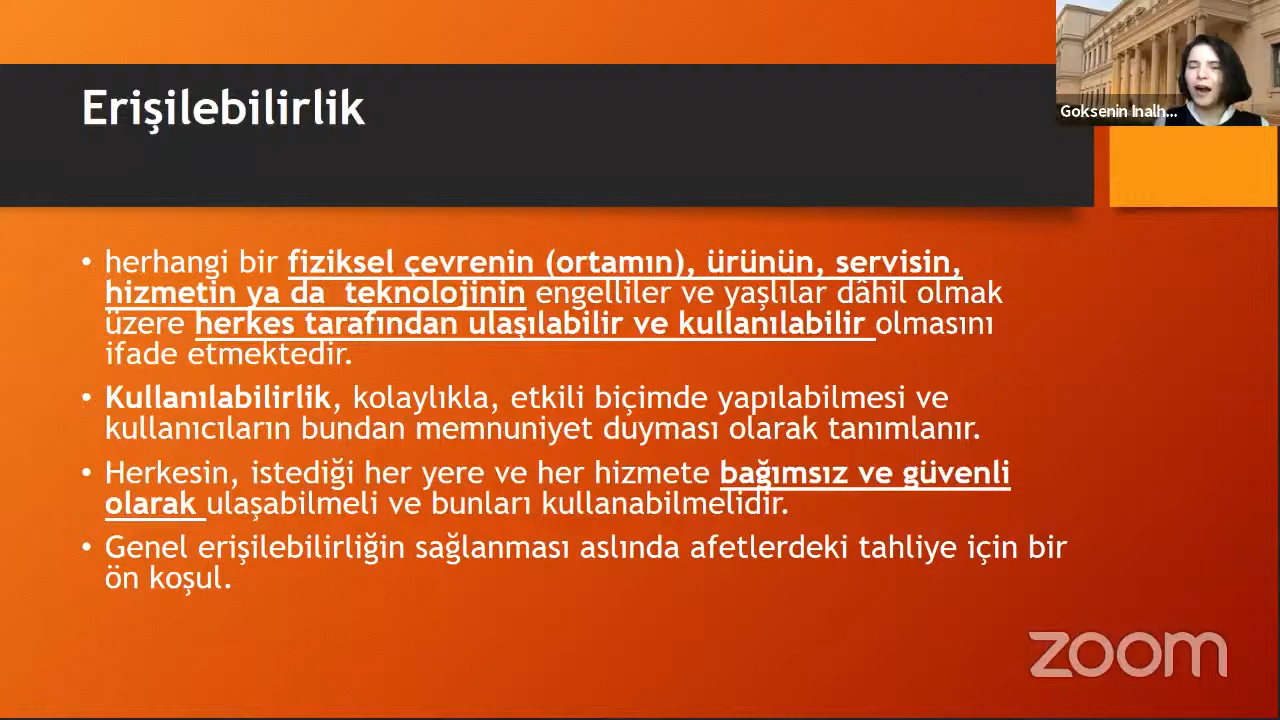 Erişilebilirlik
Goksenin Inalh...
• herhangi bir fiziksel çevrenin (ortamın), ürünün, servisin,
hizmetin ya da  teknolojinin engelliler ve yaşlılar dâhil olmak
üzere herkes tarafından ulaşılabilir ve kullanılabilir olmasını
ifade etmektedir.
• Kullanılabilirlik, kolaylıkla, etkili biçimde yapılabilmesi ve
kullanıcıların bundan memnuniyet duyması olarak tanımlanır.
• Herkesin, istediği her yere ve her hizmete bağımsız ve güvenli
olarak ulaşabilmeli ve bunları kullanabilmelidir.
• Genel erişilebilirliğin sağlanması aslında afetlerdeki tahliye için bir
ön koşul.
zoom